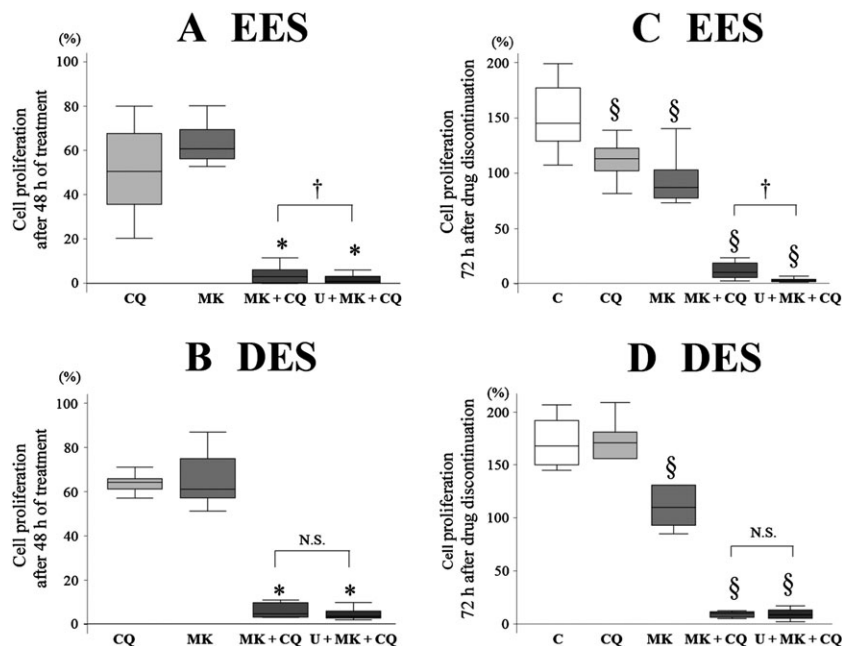 A EES
(%)
100
80
60
40
20
0
Cell proliferation
after 48 h of treatment
†
*
*
CQ MK MK + CQ U + MK + CQ
C EES
(%)
200
150
100
50
0
Cell proliferation
72 h after drug discontinuation
§
§
†
§
§
C CQ MK MK + CQ U + MK + CQ
B DES
(%)
100
80
60
40
20
0
Cell proliferation
after 48 h of treatment
N.S.
*
*
CQ MK MK + CQ U + MK + CQ
D DES
(%)
200
150
100
50
0
Cell proliferation
72 h after drug discontinuation
§
N.S.
§
§
C CQ MK MK + CQ U + MK + CQ